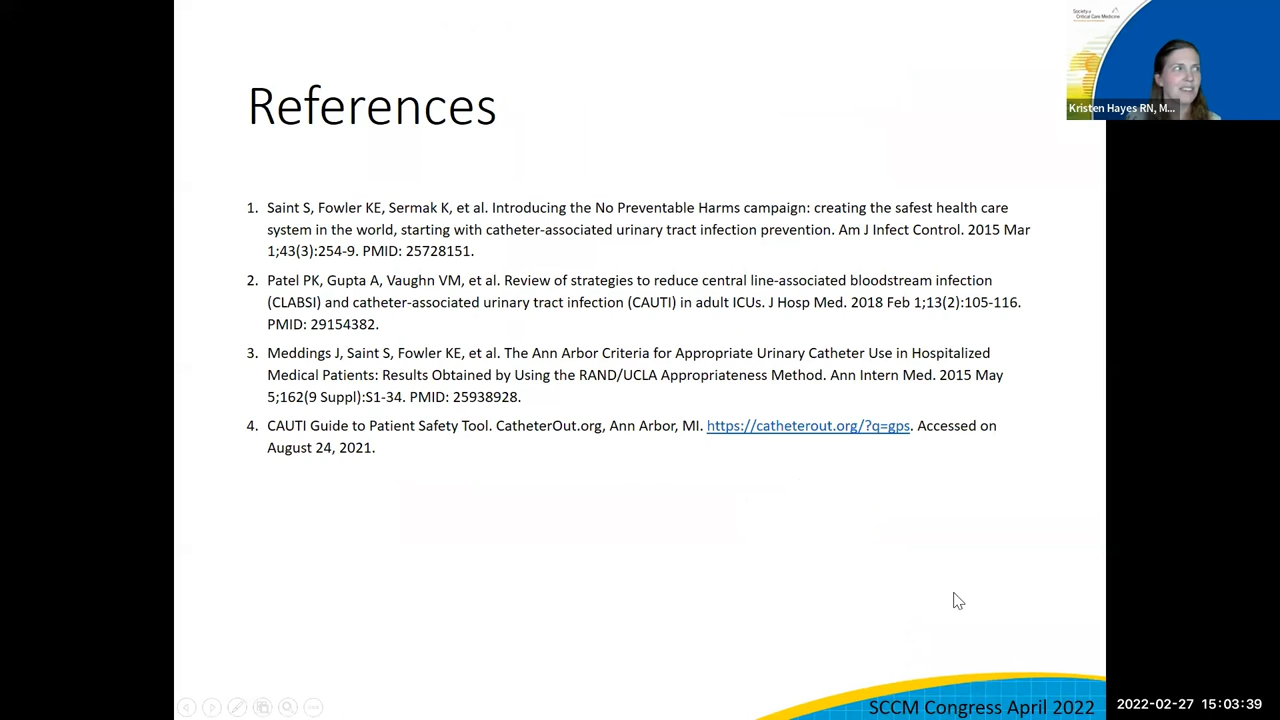 Society of
Critical Care Medicine
Kristen Hayes RN, M...
References
1. Saint S, Fowler KE, Sermak K, et al. Introducing the No Preventable Harms campaign: creating the safest health care
system in the world, starting with catheter-associated urinary tract infection prevention. Am J Infect Control. 2015 Mar
1;43(3):254-9. PMID: 25728151.
2. Patel PK, Gupta A, Vaughn VM, et al. Review of strategies to reduce central line-associated bloodstream infection
(CLABSI) and catheter-associated urinary tract infection (CAUTI) in adult ICUs. J Hosp Med. 2018 Feb 1;13(2):105-116.
PMID: 29154382.
3. Meddings J, Saint S, Fowler KE, et al. The Ann Arbor Criteria for Appropriate Urinary Catheter Use in Hospitalized
Medical Patients: Results Obtained by Using the RAND/UCLA Appropriateness Method. Ann Intern Med. 2015 May
5;162(9 Suppl):S1-34. PMID: 25938928.
4. CAUTI Guide to Patient Safety Tool. CatheterOut.org, Ann Arbor, MI. https://catheterout.org/?q=gps. Accessed on
August 24, 2021.
SCCM Congress April 2022
2022-02-27 15:03:39